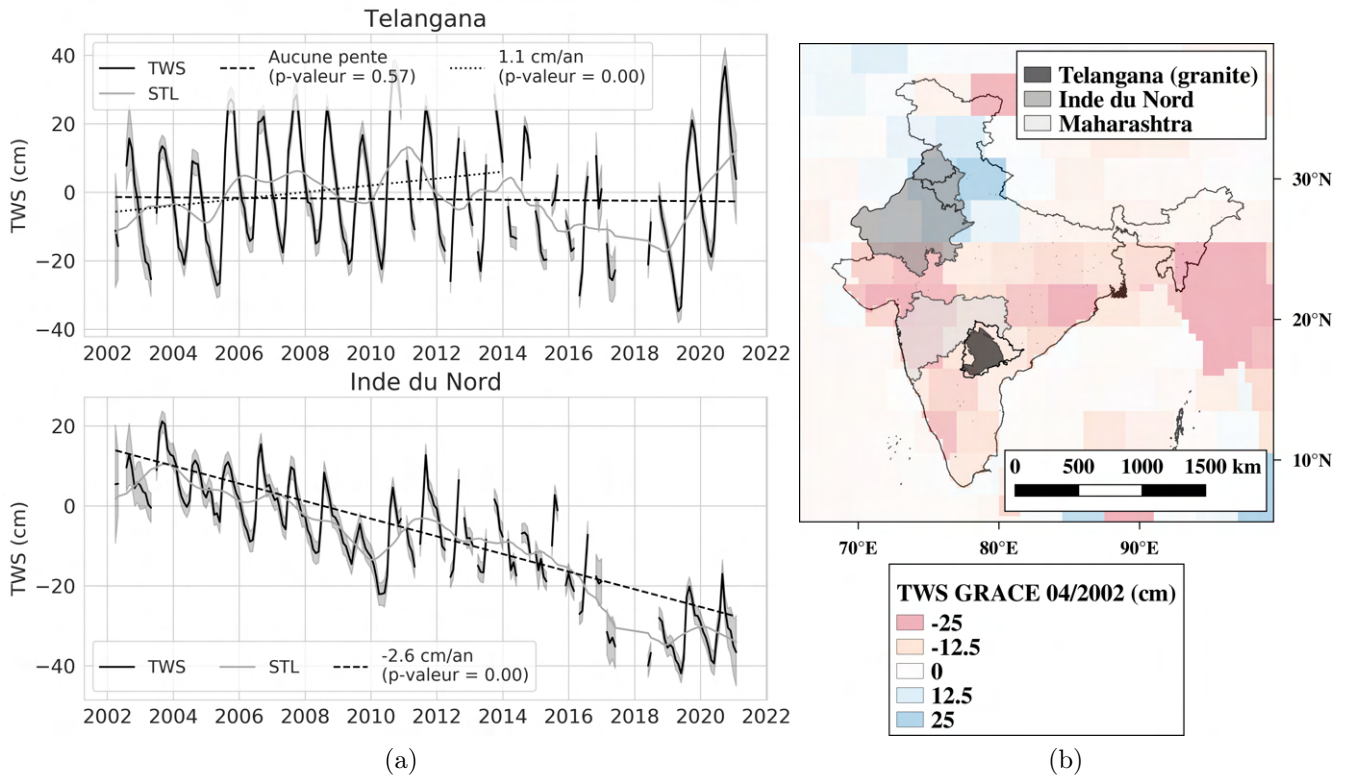 Telangana
TWS
STL
Aucune pente
(p-valeur = 0.57)
1.1 cm/an
(p-valeur = 0.00)
TWS (cm)
40
20
0
−20
−40
2002 2004 2006 2008 2010 2012 2014 2016 2018 2020 2022
Inde du Nord
TWS (cm)
20
0
−20
−40
TWS
STL
-2.6 cm/an
(p-valeur = 0.00)
2002 2004 2006 2008 2010 2012 2014 2016 2018 2020 2022
(a)
Telangana (granite)
Inde du Nord
Maharashtra
30°N
20°N
10°N
0 500 1000 1500 km
70°E 80°E 90°E
TWS GRACE 04/2002 (cm)
-25
-12.5
0
12.5
25
(b)